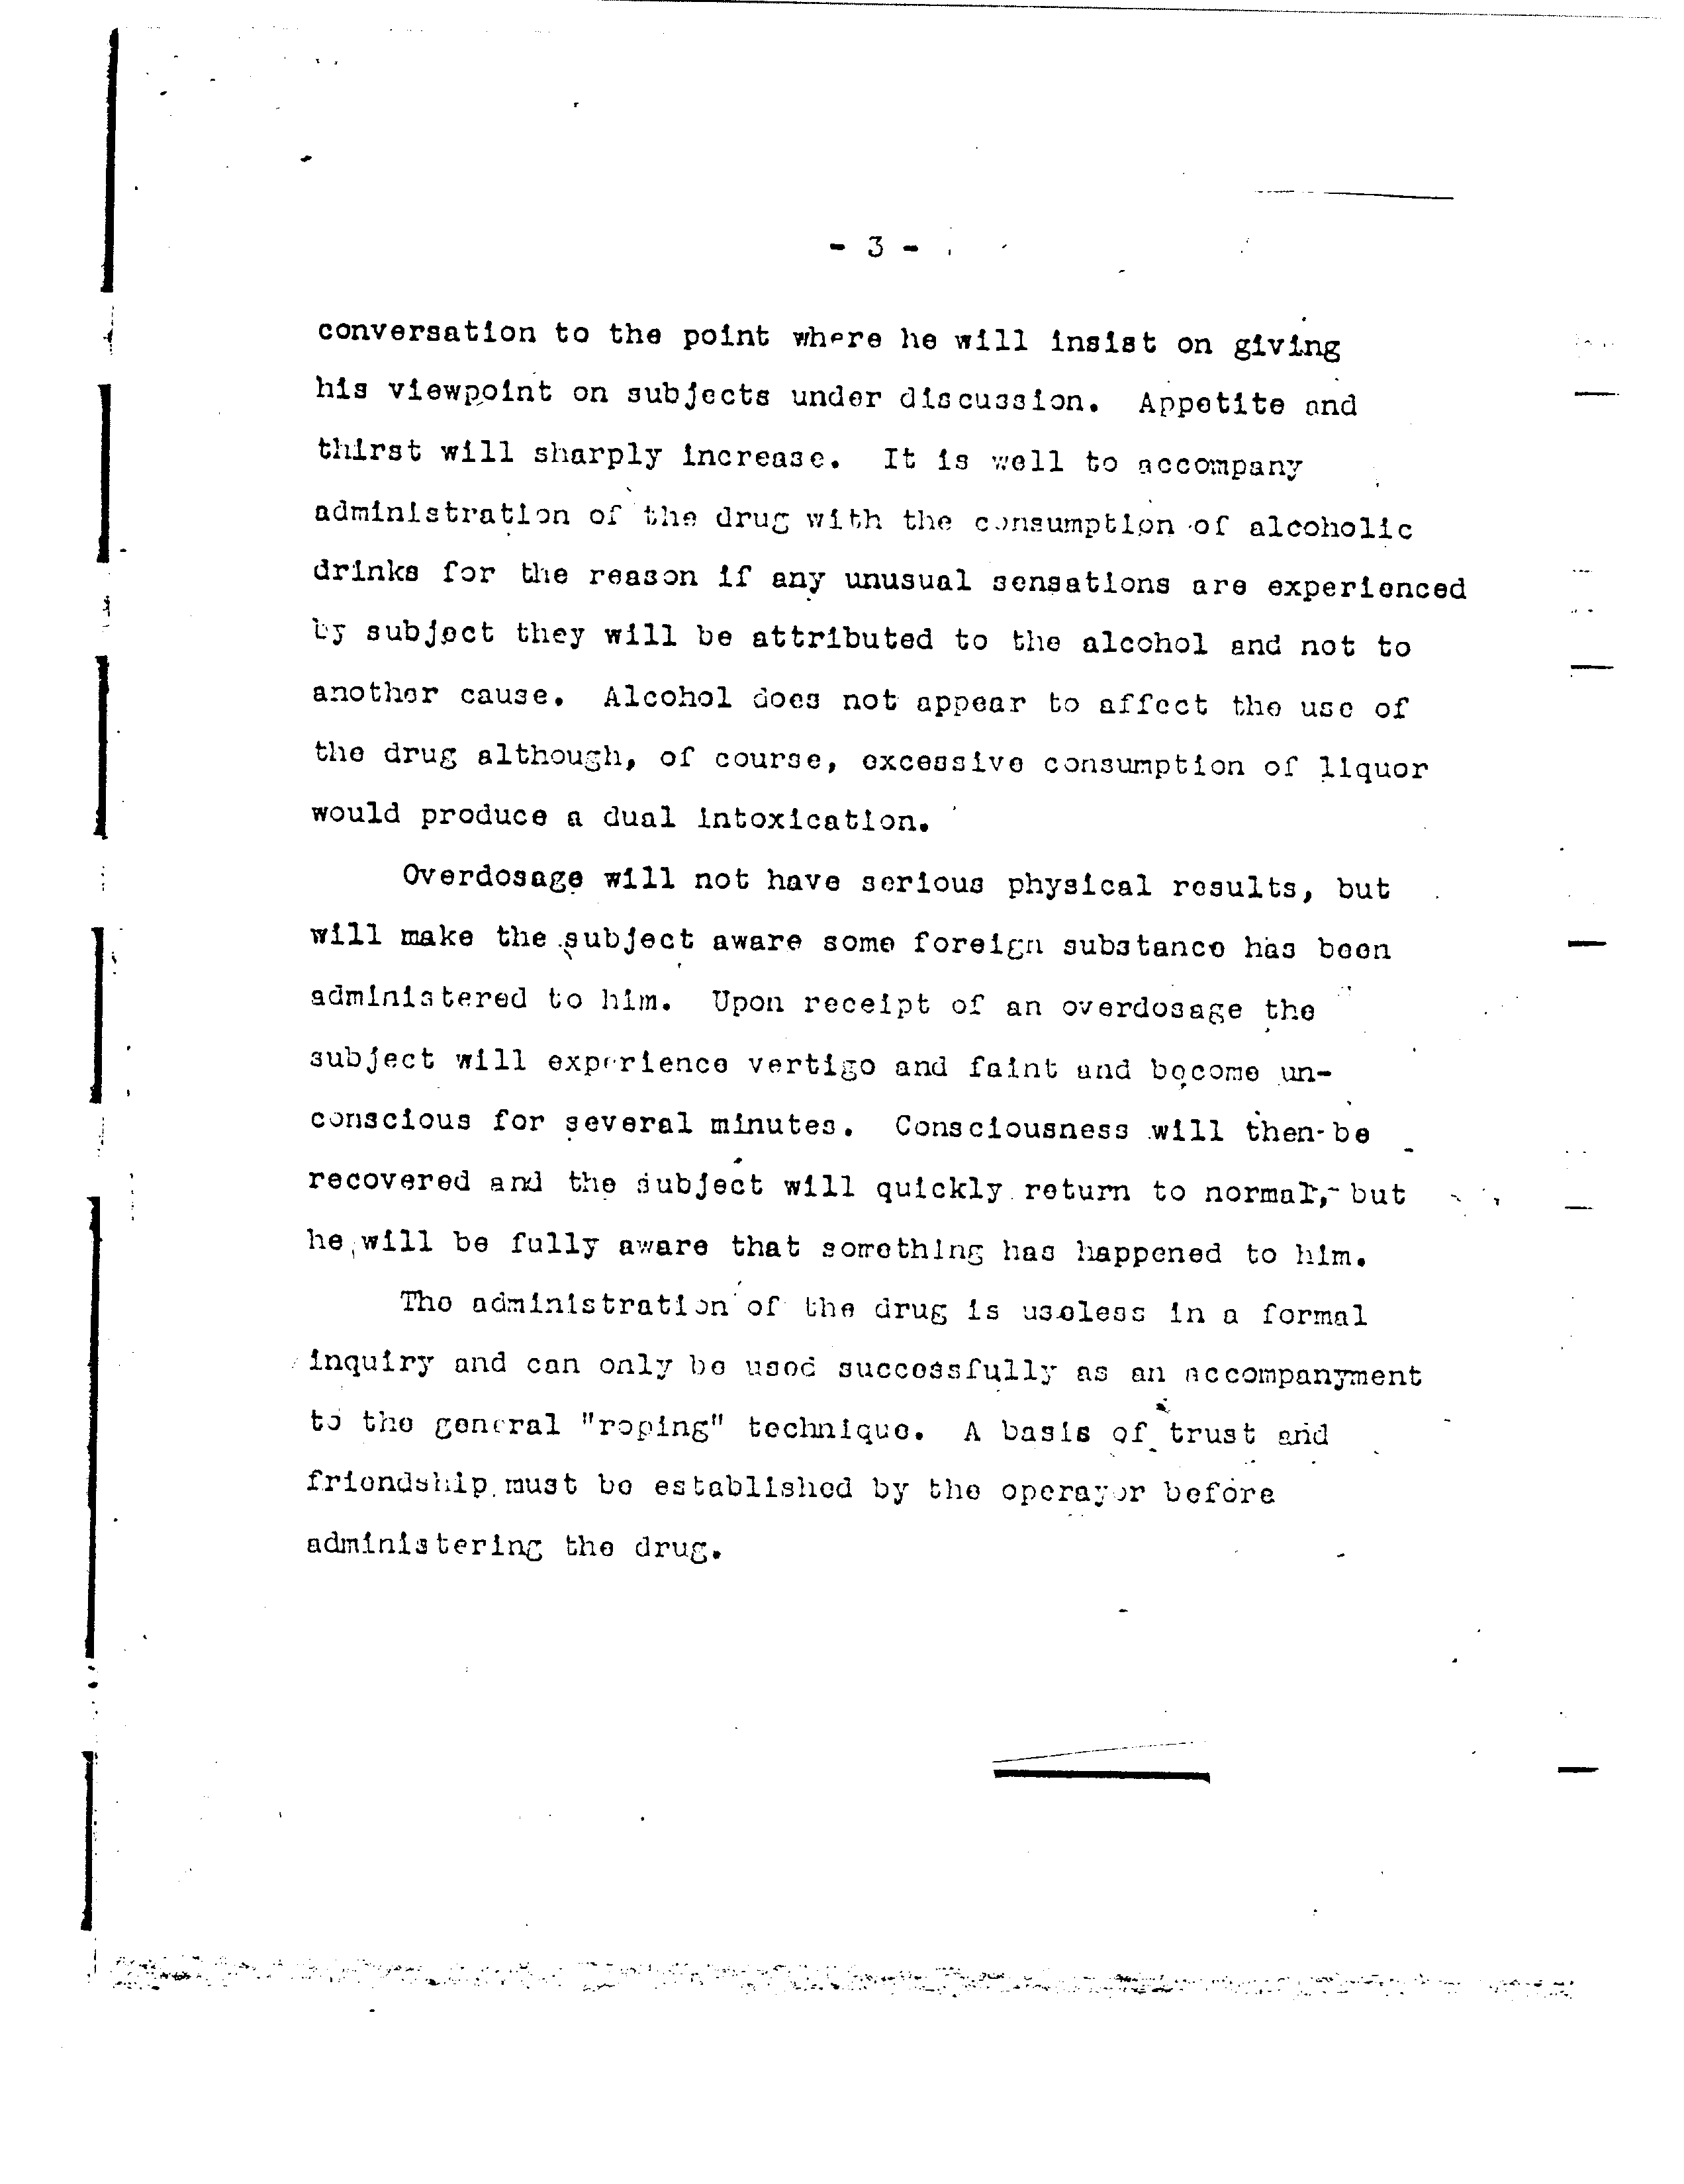 - 3 -
conversation to the point where he will insist on giving
his viewpoint on subjects under discussion. Appetite and
thirst will sharply increase. It is well to accompany
administration of the drug with the consumption of alcoholic
drinks for the reason if any unusual sensations are experienced
by subject they will be attributed to the alcohol and not to
another cause. Alcohol does not appear to affect the use of
the drug although, of course, excessive consumption of liquor
would produce a dual intoxication.
Overdosage will not have serious physical results, but
will make the subject aware some foreign substance has been
administered to him. Upon receipt of an overdosage the
subject will experience vertigo and faint and become un-
conscious for several minutes. Consciousness will then be
recovered and the subject will quickly return to normal, but
he will be fully aware that something has happened to him.
The administration of the drug is useless in a formal
inquiry and can only be used successfully as an accompanyment
to the general "roping" technique. A basis of trust and
friendship must be established by the operayor before
administering the drug.